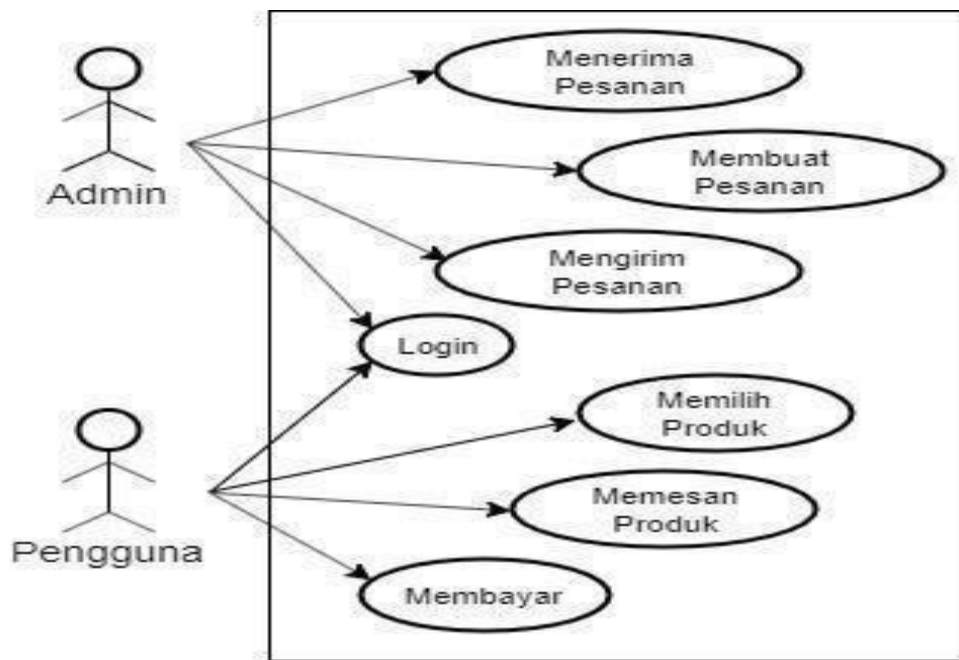 Menerima
Pesanan
Admin
Membuat
Pesanan
Mengirim
Pesanan
Login
Memilih
Produk
Memesan
Produk
Pengguna
Membayar